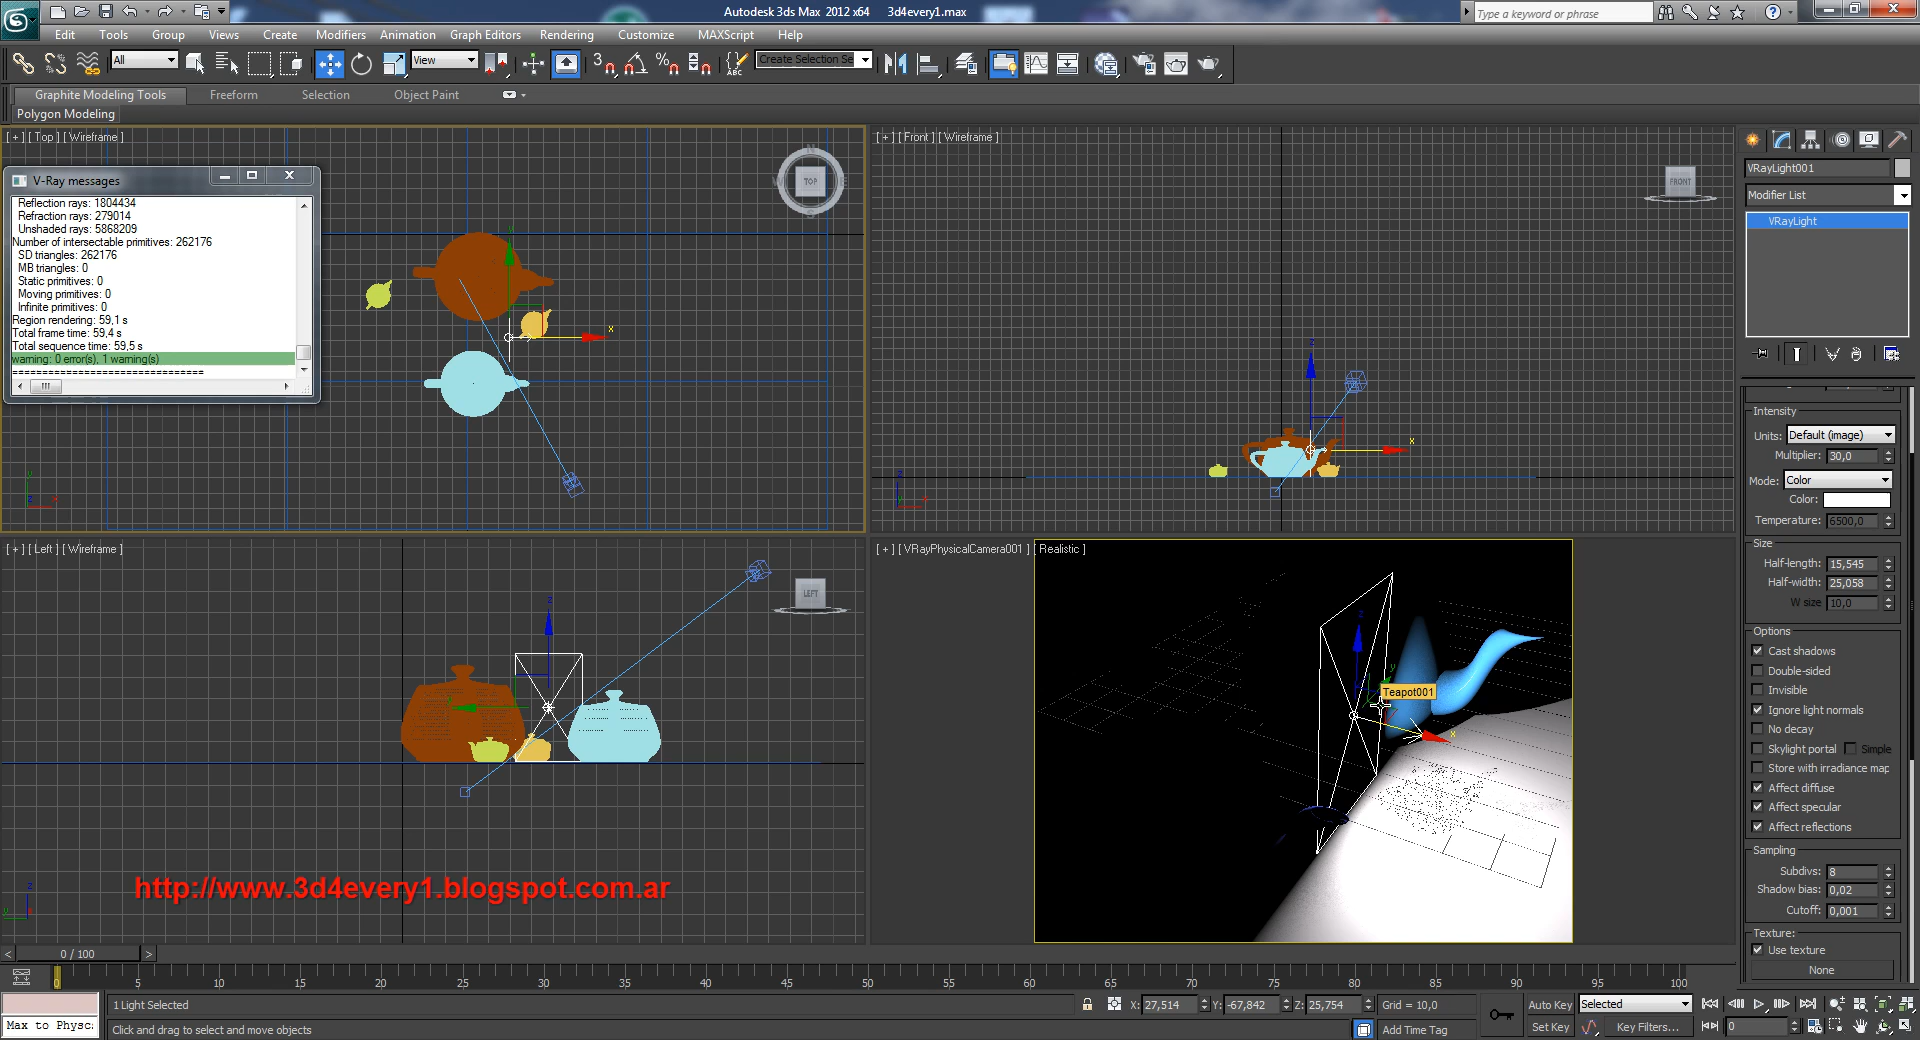 Autodesk 3ds Max 2012 x64 3d4every1.max
Type a keyword or phrase
Edit Tools Group Views Create Modifiers Animation Graph Editors Rendering Customize MAXScript Help
All View Create Selection Se
Graphite Modeling Tools Freeform Selection Object Paint
Polygon Modeling
[ + ] [ Top ] [ Wireframe ]
[ + ] [ Front ] [ Wireframe ]
TOP
FRONT
V-Ray messages
Reflection rays: 1804434
Refraction rays: 279014
Unshaded rays: 5868209
Number of intersectable primitives: 262176
SD triangles: 262176
MB triangles: 0
Static primitives: 0
Moving primitives: 0
Infinite primitives: 0
Region rendering: 59,1 s
Total frame time: 59,4 s
Total sequence time: 59,5 s
warning: 0 error(s), 1 warning(s)
================================
[ + ] [ Left ] [ Wireframe ]
LEFT
[ + ] [ VRayPhysicalCamera001 ] [ Realistic ]
Teapot001
http://www.3d4every1.blogspot.com.ar
VRayLight001
Modifier List
VRayLight
Intensity
Units: Default (image)
Multiplier: 30,0
Mode: Color
Color:
Temperature: 6500,0
Size
Half-length: 15,545
Half-width: 25,058
W size 10,0
Options
Cast shadows
Double-sided
Invisible
Ignore light normals
No decay
Skylight portal Simple
Store with irradiance map
Affect diffuse
Affect specular
Affect reflections
Sampling
Subdivs: 8
Shadow bias: 0,02
Cutoff: 0,001
Texture:
Use texture
None
< 0 / 100 >
0 5 10 15 20 25 30 35 40 45 50 55 60 65 70 75 80 85 90 95 100
1 Light Selected
X: 27,514 Y: -67,842 Z: 25,754 Grid = 10,0
Auto Key Selected
Max to Physc:
Click and drag to select and move objects
Add Time Tag
Set Key Key Filters... 0